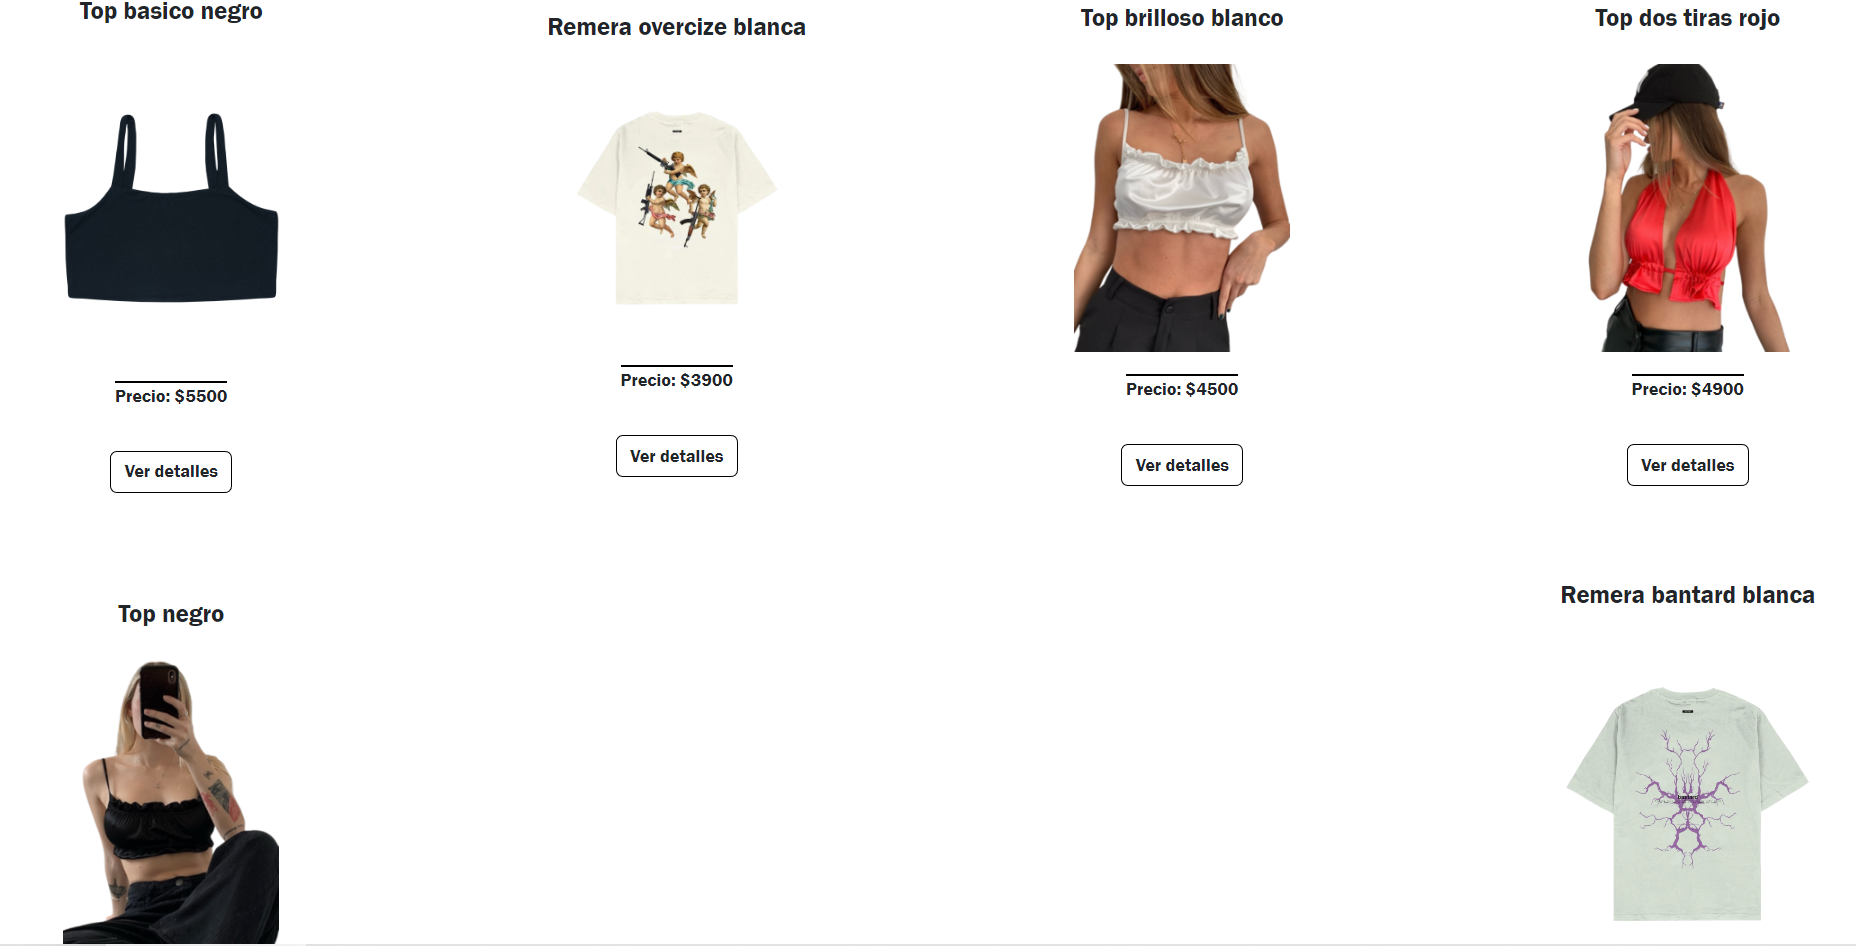 Top basico negro
Remera overcize blanca
Top brilloso blanco
Top dos tiras rojo
Precio: $5500
Precio: $3900
Precio: $4500
Precio: $4900
Ver detalles
Ver detalles
Ver detalles
Ver detalles
Top negro
Remera bantard blanca